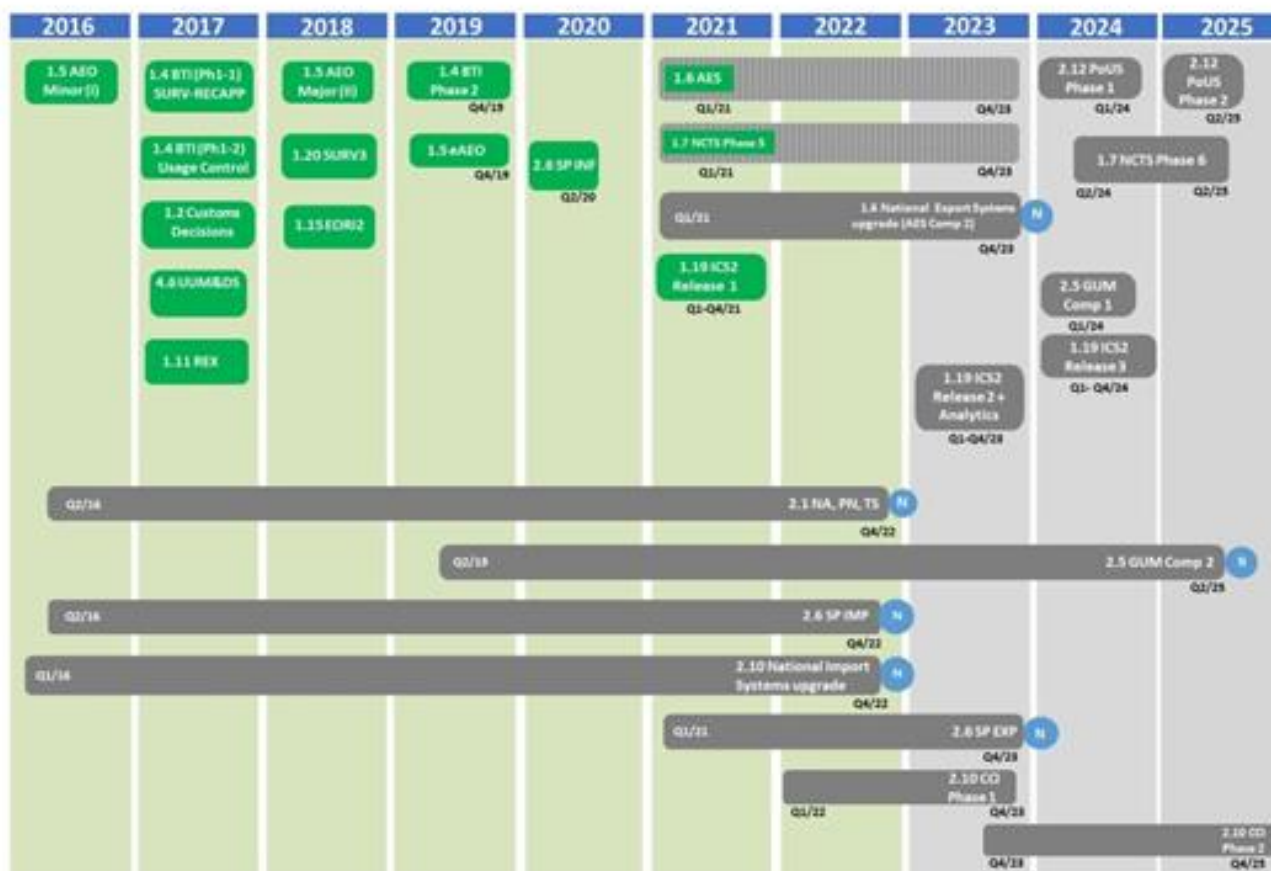 2016 2017 2018 2019 2020 2021 2022 2023 2024 2025
1.5 AEO
Minor (I)
1.4 BTI (Ph1-1)
SURV-RECAPP
1.5 AEO
Major (II)
1.4 BTI
Phase 2
Q4/19
1.6 AES
Q1/21
Q4/23
2.12 PoUS
Phase 1
Q1/24
2.12
PoUS
Phase 2
Q2/25
1.4 BTI (Ph1-2)
Usage Control
1.20 SURV3
1.5 eAEO
Q4/19
2.6 SP INF
Q2/20
1.7 NCTS Phase 5
Q1/21
Q4/23
1.7 NCTS Phase 6
Q2/24
Q2/25
1.2 Customs
Decisions
1.15 EORI2
Q1/21
1.6 National Export Systems
upgrade (AES Comp 2)
N
Q4/23
4.6 UUM&DS
1.19 ICS2
Release 1
Q1-Q4/21
2.5 GUM
Comp 1
Q1/24
1.11 REX
1.19 ICS2
Release 3
Q1- Q4/24
1.19 ICS2
Release 2 +
Analytics
Q1-Q4/23
Q2/16
2.1 NA, PN, TS
N
Q4/22
Q2/19
2.5 GUM Comp 2
N
Q2/25
Q2/16
2.6 SP IMP
N
Q4/22
Q1/16
2.10 National Import
Systems upgrade
N
Q4/22
Q1/21
2.6 SP EXP
N
Q4/23
2.10 CCI
Phase 1
Q1/22
Q4/23
2.10 CCI
Phase 2
Q4/23
Q4/25